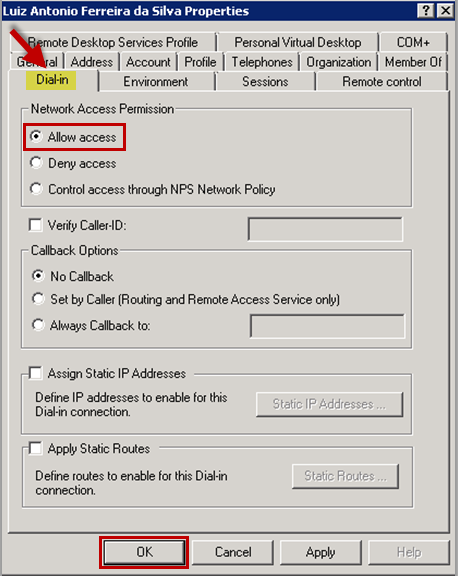 Luiz Antonio Ferreira da Silva Properties
Remote Desktop Services Profile Personal Virtual Desktop COM+
General Address Account Profile Telephones Organization Member Of
Dial-in Environment Sessions Remote control
Network Access Permission
Allow access
Deny access
Control access through NPS Network Policy
Verify Caller-ID:
Callback Options
No Callback
Set by Caller (Routing and Remote Access Service only)
Always Callback to:
Assign Static IP Addresses
Define IP addresses to enable for this
Dial-in connection.
Static IP Addresses ...
Apply Static Routes
Define routes to enable for this Dial-in
connection.
Static Routes ...
OK Cancel Apply Help